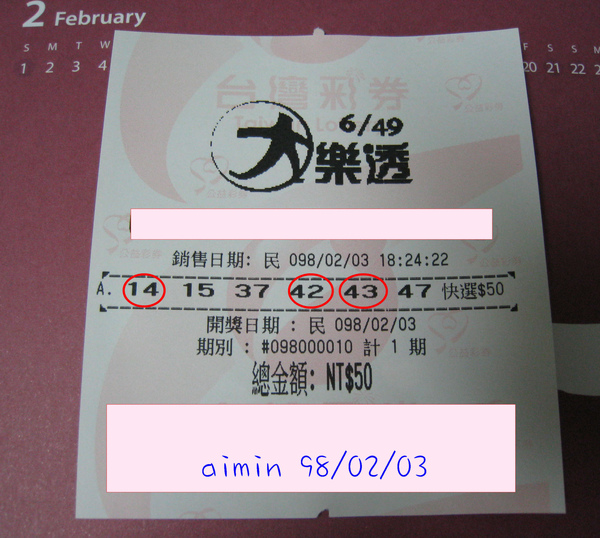 2 February
S M T W F S S M
1 2 3 4 20 21 22 2
台灣彩券
Taiwan Lo
6/49
大樂透
銷售日期: 民 098/02/03 18:24:22
A. 14 15 37 42 43 47 快選$50
開獎日期 : 民 098/02/03
期別 : #098000010 計 1 期
總金額: NT$50
aimin 98/02/03